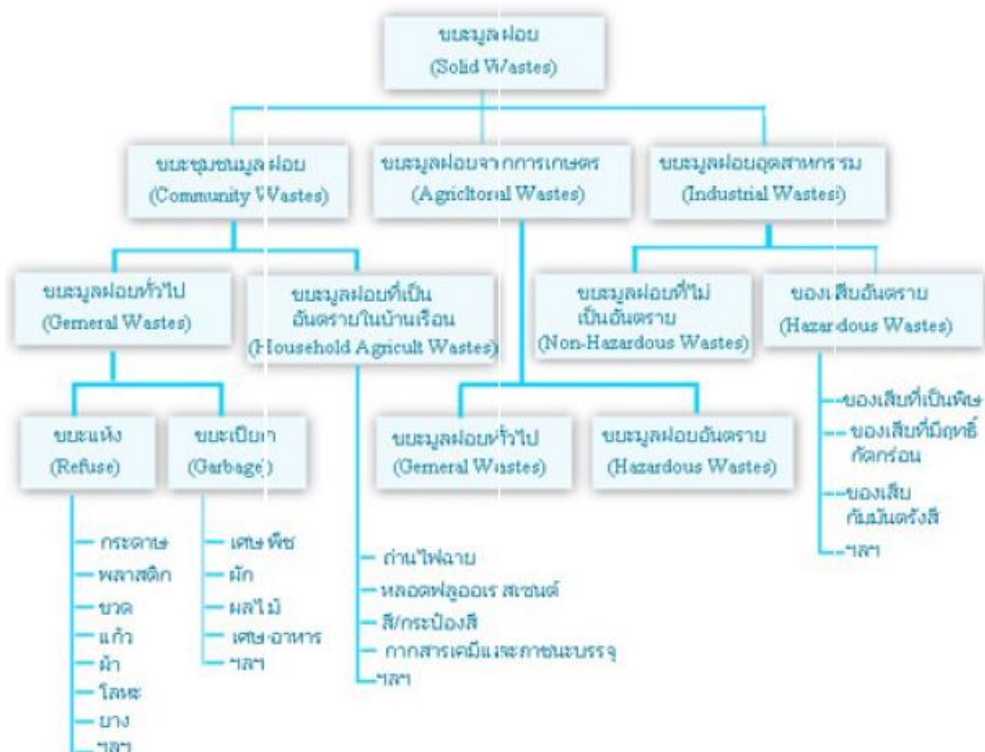 ขยะมูลฝอย
(Solid Wastes)
ขยะชุมชนมูลฝอย
(Community Wastes)
ขยะมูลฝอยจากการเกษตร
(Agricltoral Wastes)
ขยะมูลฝอยอุตสาหกรรม
(Industrial Wastes)
ขยะมูลฝอยทั่วไป
(Gemeral Wastes)
ขยะมูลฝอยที่เป็น
อันตรายในบ้านเรือน
(Household Agricult Wastes)
ขยะมูลฝอยที่ไม่
เป็นอันตราย
(Non-Hazardous Wastes)
ของเสียอันตราย
(Hazardous Wastes)
ขยะแห้ง
(Refuse)
ขยะเปียก
(Garbage)
ขยะมูลฝอยทั่วไป
(Gemeral Wastes)
ขยะมูลฝอยอันตราย
(Hazardous Wastes)
ของเสียที่เป็นพิษ
ของเสียที่มีฤทธิ์
กัดกร่อน
ของเสีย
กัมมันตรังสี
ฯลฯ
กระดาษ
พลาสติก
ขวด
แก้ว
ผ้า
โลหะ
ยาง
ฯลฯ
เศษพืช
ผัก
ผลไม้
เศษอาหาร
ฯลฯ
ถ่านไฟฉาย
หลอดฟลูออเรสเซนต์
สี/กระป๋องสี
กากสารเคมีและภาชนะบรรจุ
ฯลฯ